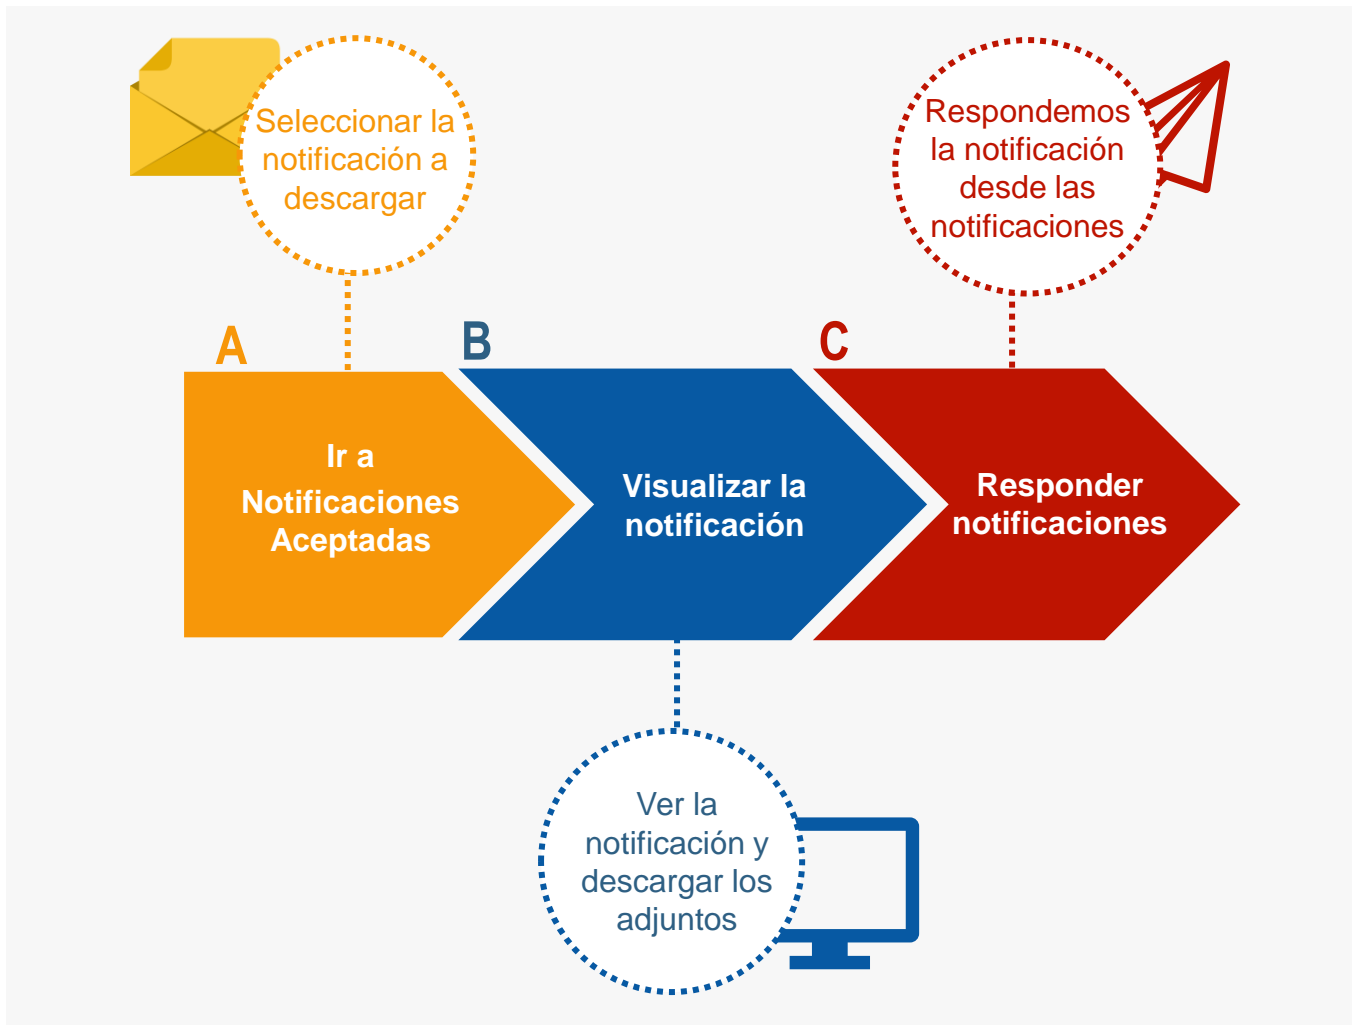 Seleccionar la
notificación a
descargar
Respondemos
la notificación
desde las
notificaciones
A
B
C
Ir a
Notificaciones
Aceptadas
Visualizar la
notificación
Responder
notificaciones
Ver la
notificación y
descargar los
adjuntos